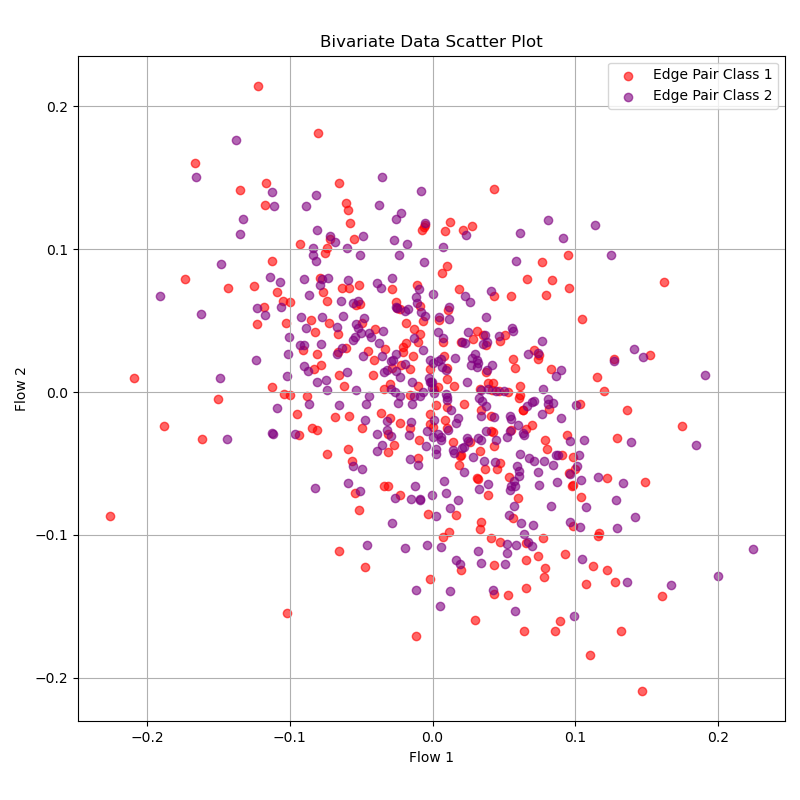 Bivariate Data Scatter Plot
Edge Pair Class 1
Edge Pair Class 2
Flow 2
0.2
0.1
0.0
−0.1
−0.2
−0.2
−0.1
0.0
0.1
0.2
Flow 1